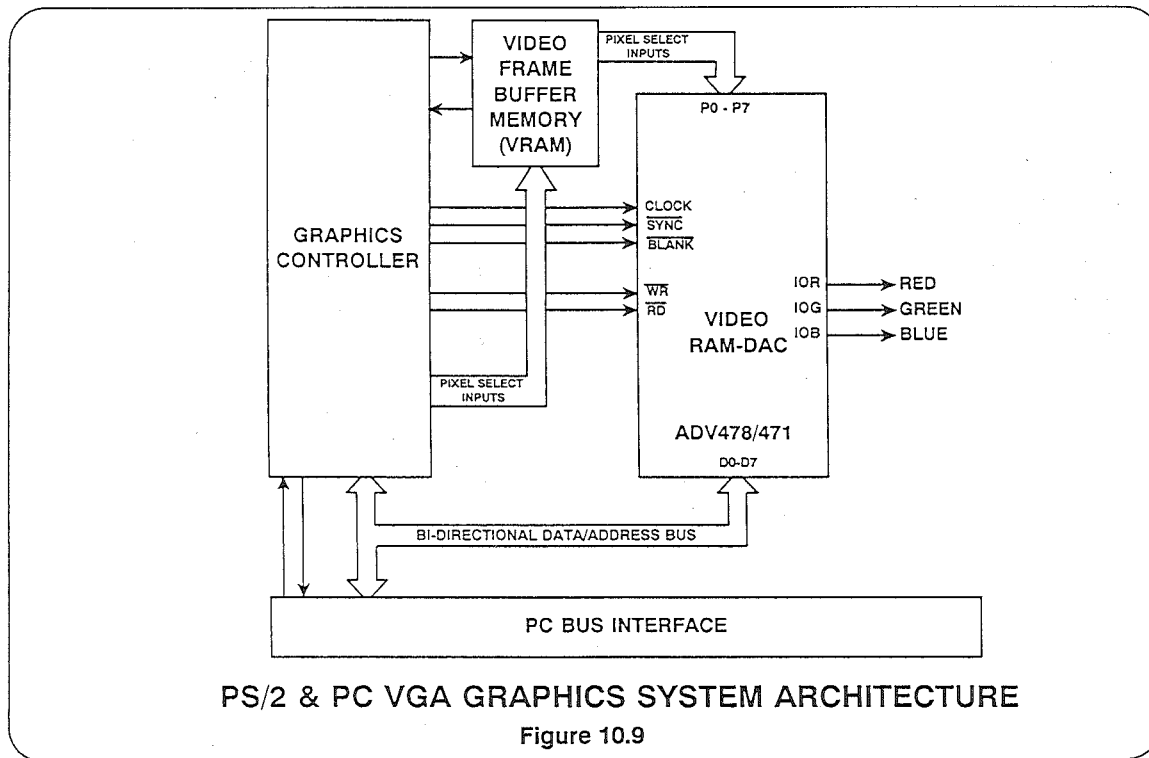 VIDEO
FRAME
BUFFER
MEMORY
(VRAM)
PIXEL SELECT
INPUTS
P0 - P7
GRAPHICS
CONTROLLER
CLOCK
SYNC
BLANK
WR
RD
VIDEO
RAM-DAC
IOR
IOG
IOB
RED
GREEN
BLUE
PIXEL SELECT
INPUTS
ADV478/471
D0-D7
BI-DIRECTIONAL DATA/ADDRESS BUS
PC BUS INTERFACE
PS/2 & PC VGA GRAPHICS SYSTEM ARCHITECTURE
Figure 10.9